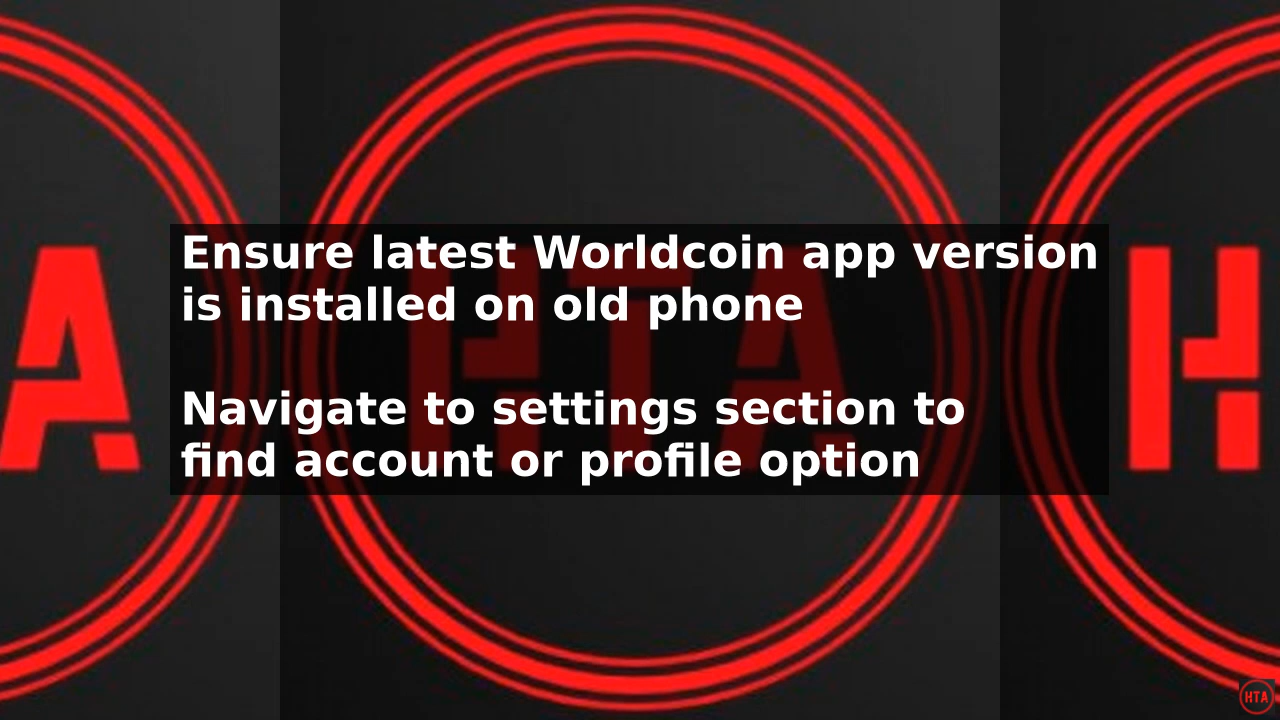 Ensure latest Worldcoin app version
is installed on old phone
Navigate to settings section to
find account or profile option
A
HTA
H
HTA